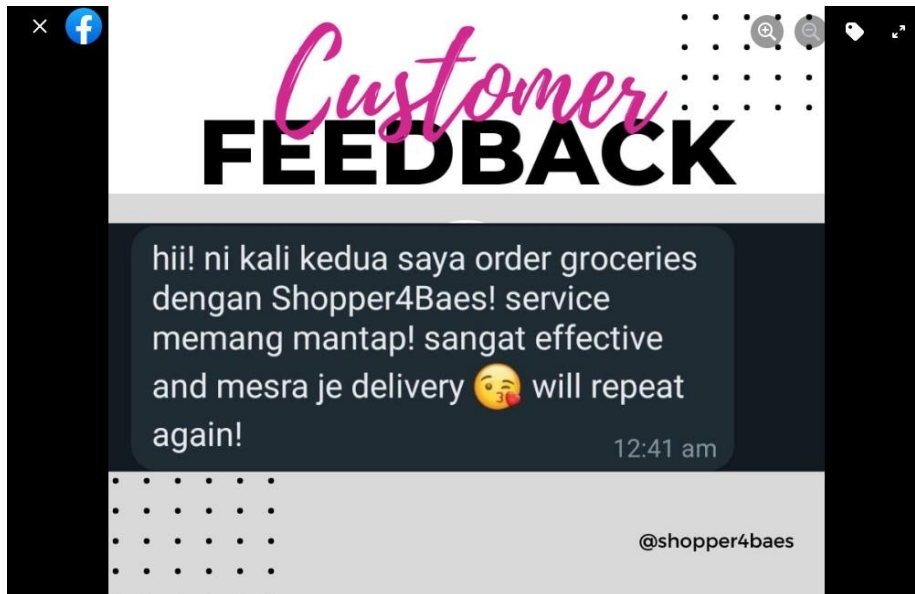 Customer
FEEDBACK
hii! ni kali kedua saya order groceries
dengan Shopper4Baes! service
memang mantap! sangat effective
and mesra je delivery 😘 will repeat
again!
12:41 am
@shopper4baes